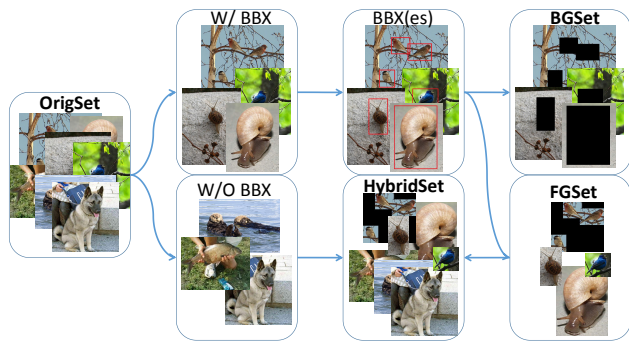 W/ BBX
BBX(es)
BGSet
OrigSet
W/O BBX
HybridSet
FGSet